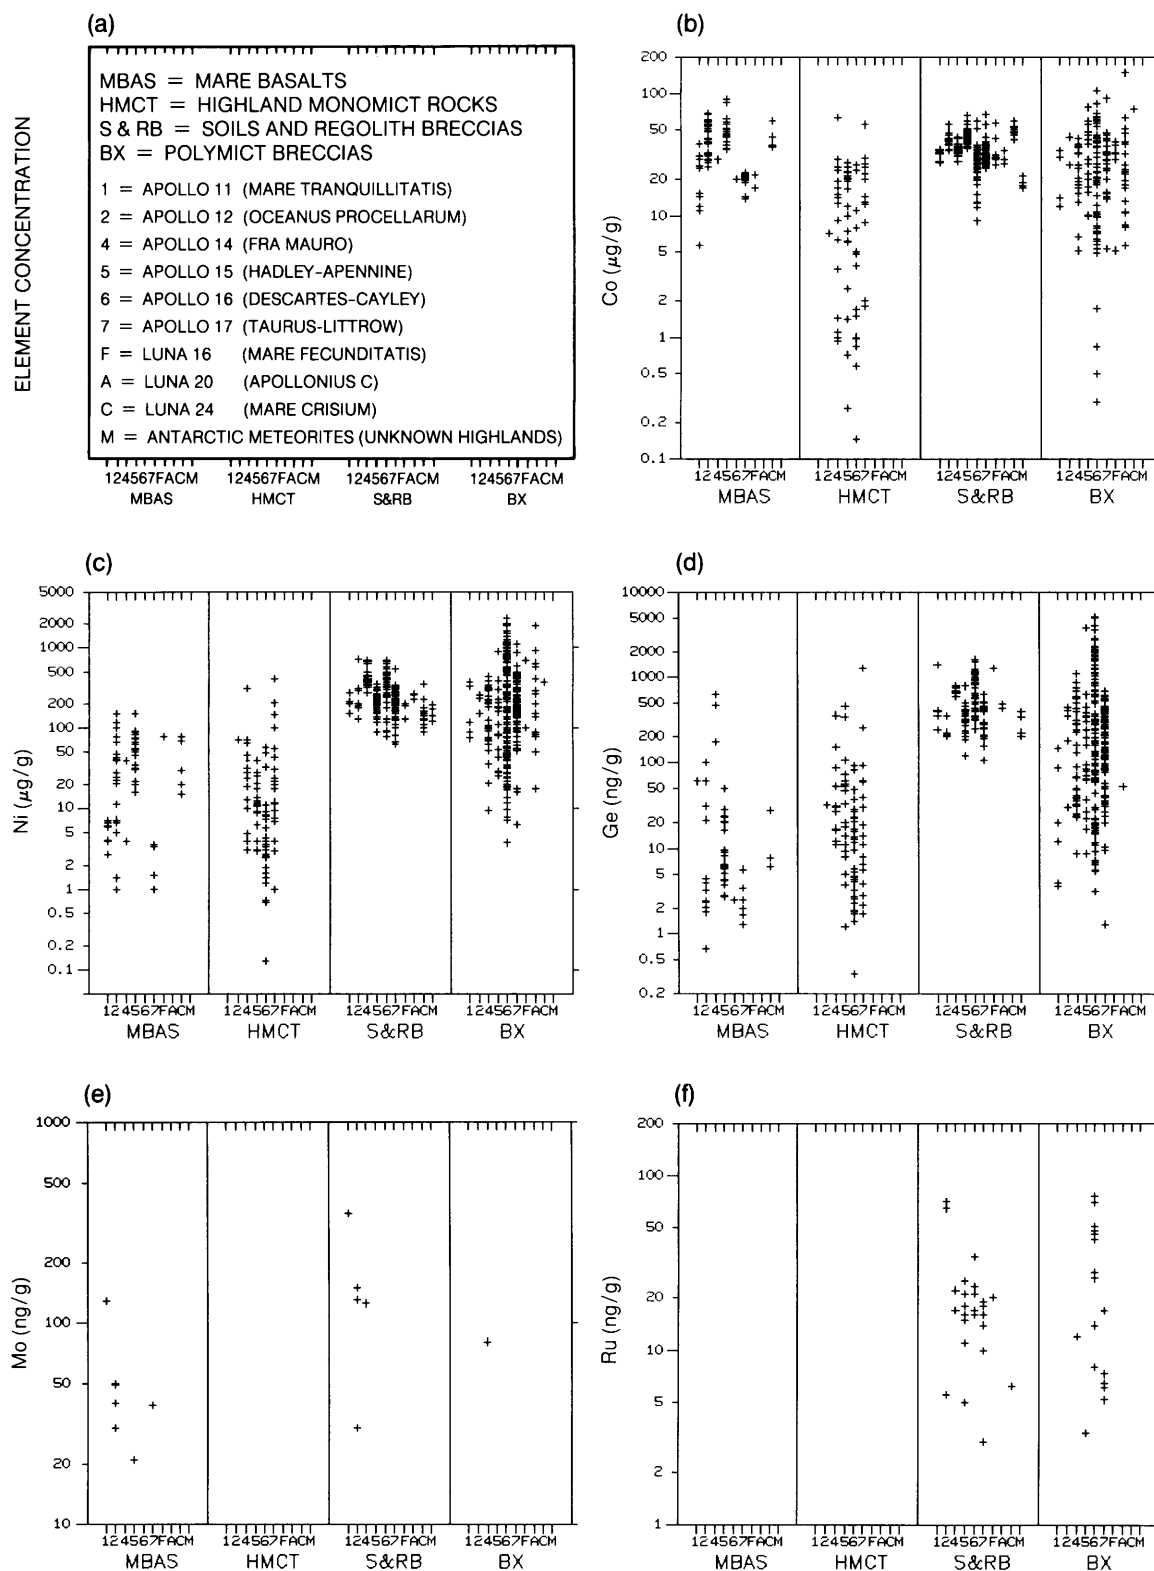 (a)
ELEMENT CONCENTRATION
MBAS = MARE BASALTS
HMCT = HIGHLAND MONOMICT ROCKS
S & RB = SOILS AND REGOLITH BRECCIAS
BX = POLYMICT BRECCIAS
1 = APOLLO 11 (MARE TRANQUILLITATIS)
2 = APOLLO 12 (OCEANUS PROCELLARUM)
4 = APOLLO 14 (FRA MAURO)
5 = APOLLO 15 (HADLEY-APENNINE)
6 = APOLLO 16 (DESCARTES-CAYLEY)
7 = APOLLO 17 (TAURUS-LITTROW)
F = LUNA 16 (MARE FECUNDITATIS)
A = LUNA 20 (APOLLONIUS C)
C = LUNA 24 (MARE CRISIUM)
M = ANTARCTIC METEORITES (UNKNOWN HIGHLANDS)
124567FACM 124567FACM 124567FACM 124567FACM
MBAS HMCT S&RB BX
(b)
Co (µg/g)
200
100
50
20
10
5
2
1
0.5
0.2
0.1
124567FACM 124567FACM 124567FACM 124567FACM
MBAS HMCT S&RB BX
(c)
Ni (µg/g)
5000
2000
1000
500
200
100
50
20
10
5
2
1
0.5
0.2
0.1
124567FACM 124567FACM 124567FACM 124567FACM
MBAS HMCT S&RB BX
(d)
Ge (ng/g)
10000
5000
2000
1000
500
200
100
50
20
10
5
2
1
0.5
0.2
124567FACM 124567FACM 124567FACM 124567FACM
MBAS HMCT S&RB BX
(e)
Mo (ng/g)
1000
500
200
100
50
20
10
124567FACM 124567FACM 124567FACM 124567FACM
MBAS HMCT S&RB BX
(f)
Ru (ng/g)
200
100
50
20
10
5
2
1
124567FACM 124567FACM 124567FACM 124567FACM
MBAS HMCT S&RB BX